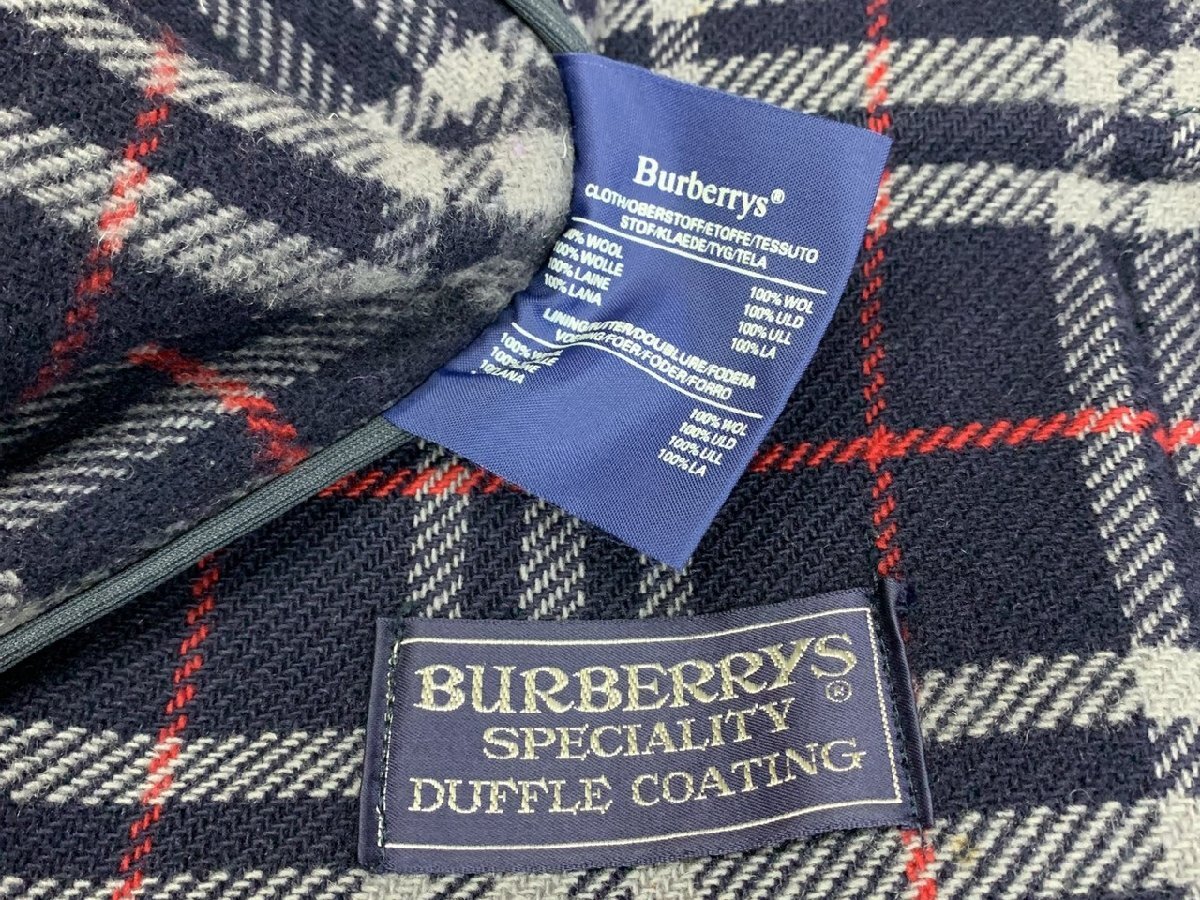 Burberrys®
CLOTH/OBERSTOFF/ETOFFE/TESSUTO
STOF/KLAEDE/TYG/TELA
WOOL
100% WOLLE
100% LAINE
100% LANA
100% WOL
100% ULD
100% ULL
100% LA
LINING/FUTTER/DOUBLURE/FODERA
VOERING/FOER/FODER/FORRO
100%
100%
100% WOL
100% ULD
100% ULL
100% LA
BURBERRYS®
SPECIALITY
DUFFLE COATING